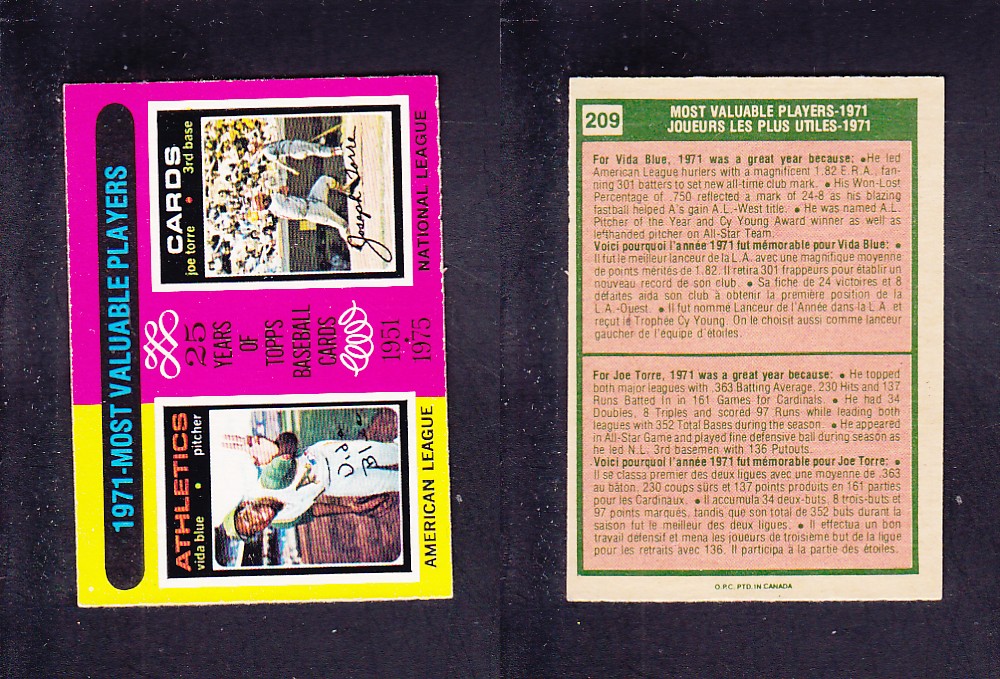 1971-MOST VALUABLE PLAYERS
ATHLETICS
vida blue • pitcher
Vida Bl
AMERICAN LEAGUE
25
YEARS
OF
TOPPS
BASEBALL
CARDS
1951
•
1975
CARDS
joe torre • 3rd base
Joseph Torre
NATIONAL LEAGUE
209
MOST VALUABLE PLAYERS-1971
JOUEURS LES PLUS UTILES-1971
For Vida Blue, 1971 was a great year because: •He led
American League hurlers with a magnificent 1.82 E.R.A., fan-
ning 301 batters to set new all-time club mark. • His Won-Lost
Percentage of .750 reflected a mark of 24-8 as his blazing
fastball helped A's gain A.L.-West title. • He was named A.L.
Pitcher of the Year and Cy Young Award winner as well as
lefthanded pitcher on All-Star Team.
Voici pourquoi l'année 1971 fut mémorable pour Vida Blue: •
Il fut le meilleur lanceur de la L.A. avec une magnifique moyenne
de points mérités de 1.82. Il retira 301 frappeurs pour établir un
nouveau record de son club. • Sa fiche de 24 victoires et 8
défaites aida son club à obtenir la première position de la
L.A.-Ouest. • Il fut nommé Lanceur de l'Année dans la L.A. et
reçut le Trophée Cy Young. On le choisit aussi comme lanceur
gaucher de l'équipe d'étoiles.
For Joe Torre, 1971 was a great year because: • He topped
both major leagues with .363 Batting Average, 230 Hits and 137
Runs Batted In in 161 Games for Cardinals. • He had 34
Doubles, 8 Triples and scored 97 Runs while leading both
leagues with 352 Total Bases during the season. • He appeared
in All-Star Game and played fine defensive ball during season as
he led N.L. 3rd basemen with 136 Putouts.
Voici pourquoi l'année 1971 fut mémorable pour Joe Torre: •
Il se classa premier des deux ligues avec une moyenne de .363
au bâton, 230 coups sûrs et 137 points produits en 161 parties
pour les Cardinaux. • Il accumula 34 deux-buts, 8 trois-buts et
97 points marqués, tandis que son total de 352 buts durant la
saison fut le meilleur des deux ligues. • Il effectua un bon
travail défensif et mena les joueurs de troisième but de la ligue
pour les retraits avec 136. Il participa à la partie des étoiles.
O.P.C. PTD. IN CANADA